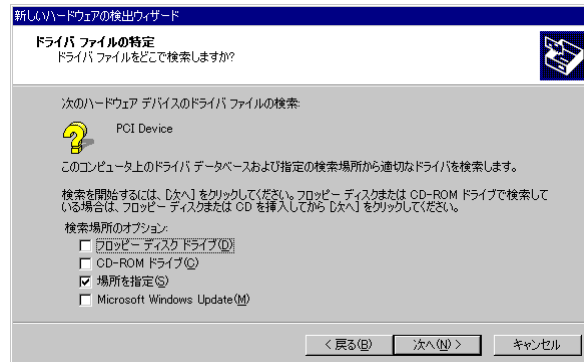 新しいハードウェアの検出ウィザード
ドライバ ファイルの特定
ドライバ ファイルをどこで検索しますか?
次のハードウェア デバイスのドライバ ファイルの検索:
PCI Device
このコンピュータ上のドライバ データベースおよび指定の検索場所から適切なドライバを検索します。
検索を開始するには、[次へ] をクリックしてください。フロッピー ディスクまたは CD-ROM ドライブで検索して
いる場合は、フロッピー ディスクまたは CD を挿入してから [次へ] をクリックしてください。
検索場所のオプション:
フロッピー ディスク ドライブ(D)
CD-ROM ドライブ(C)
場所を指定(S)
Microsoft Windows Update(M)
< 戻る(B) 次へ(N) > キャンセル